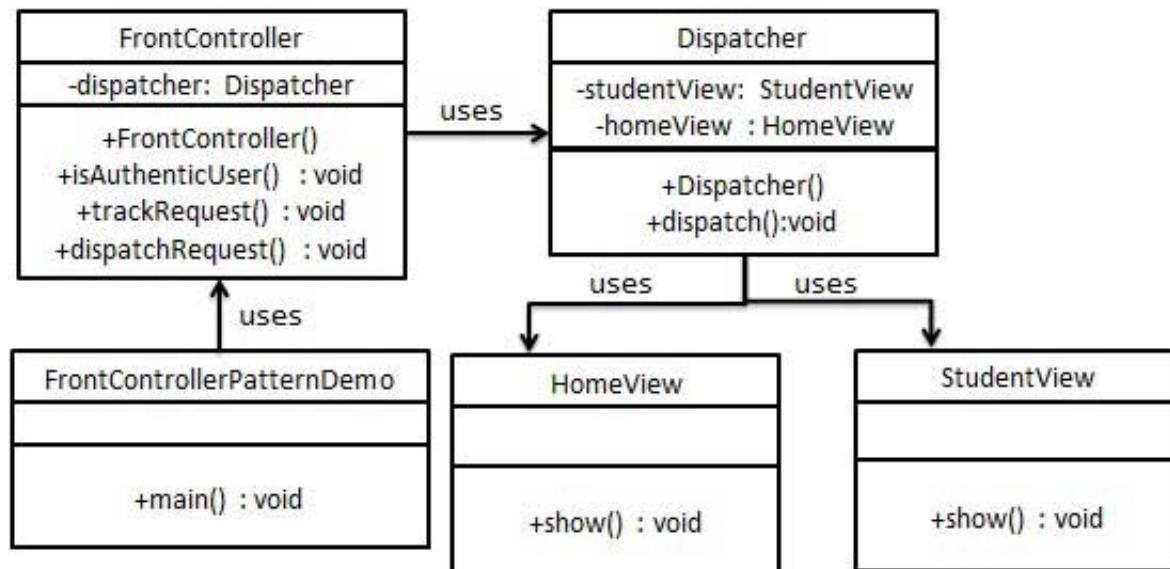 FrontController
-dispatcher: Dispatcher
+FrontController()
+isAuthenticUser() : void
+trackRequest() : void
+dispatchRequest() : void
uses
Dispatcher
-studentView: StudentView
-homeView : HomeView
+Dispatcher()
+dispatch():void
uses
uses
uses
FrontControllerPatternDemo
+main() : void
HomeView
+show() : void
StudentView
+show() : void